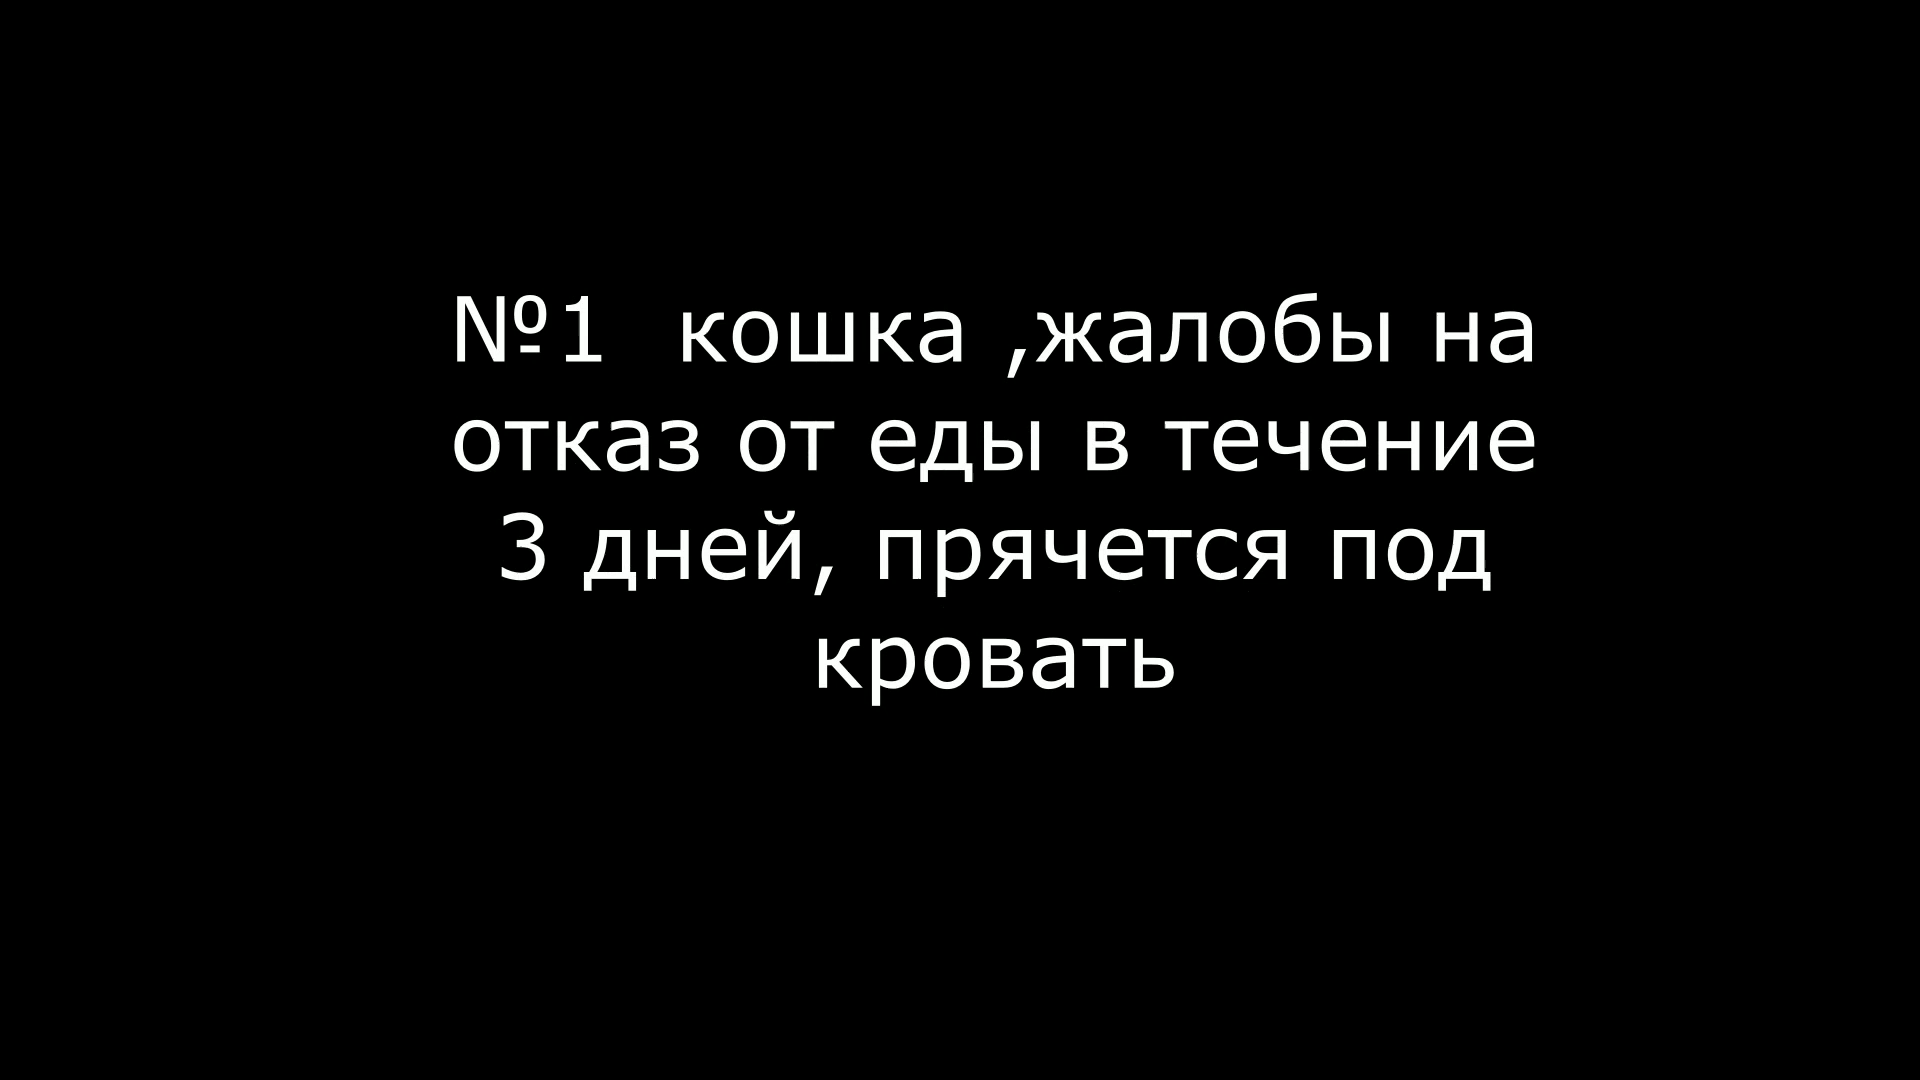 №1  кошка ,жалобы на
отказ от еды в течение
3 дней, прячется под
кровать